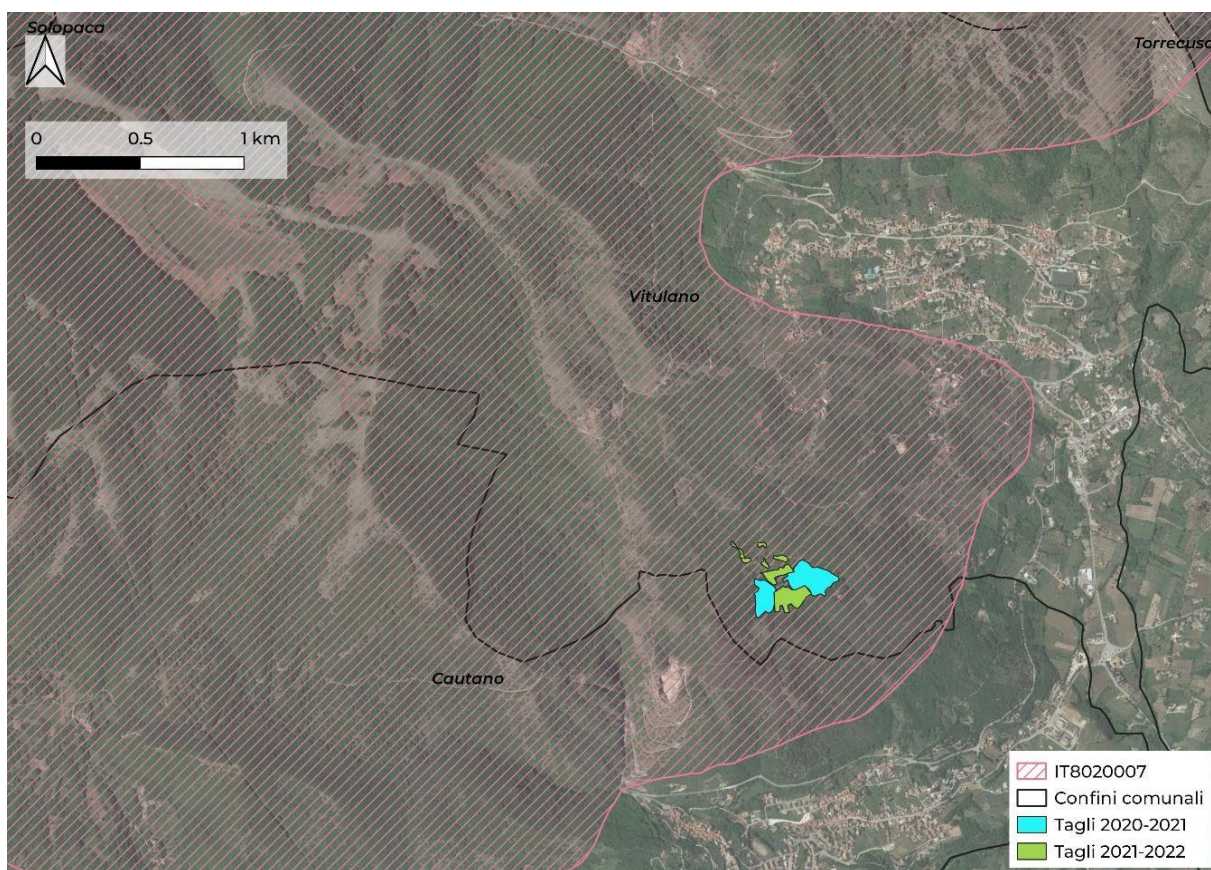 Solopaca
Torrecuso
0 0.5 1 km
Vitulano
Cautano
IT8020007
Confini comunali
Tagli 2020-2021
Tagli 2021-2022